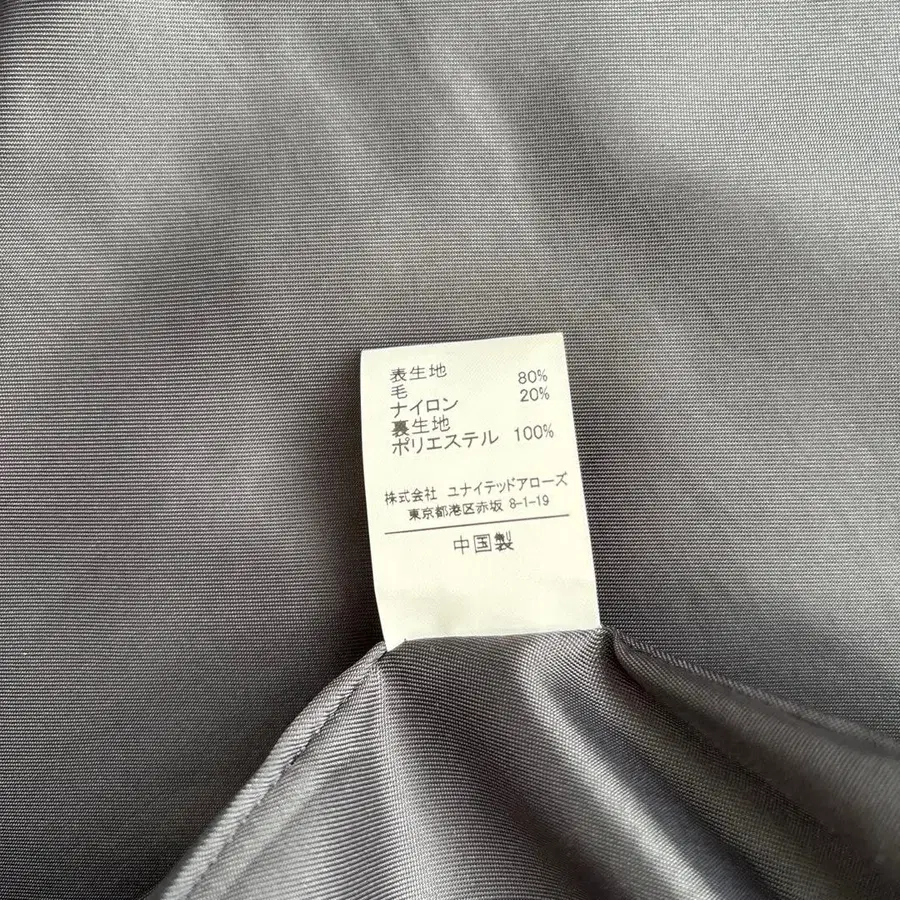 表生地
毛 80%
ナイロン 20%
裏生地
ポリエステル 100%
株式会社 ユナイテッドアローズ
東京都港区赤坂 8-1-19
中国製